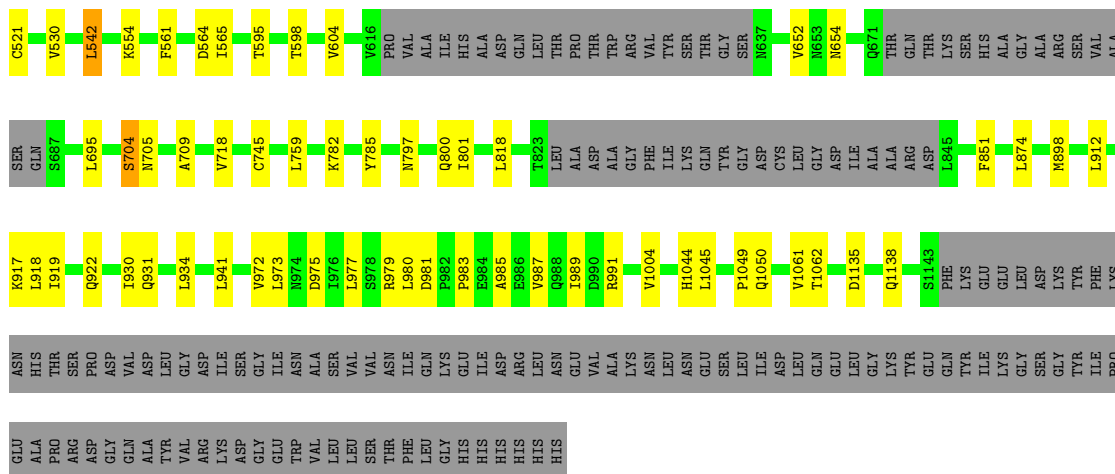 C521 V530 L542 K554 F561 D564 I565 T595 T598 V604 V616 PRO VAL ALA ILE HIS ALA ASP GLN LEU THR PRO THR TRP ARG VAL TYR SER THR GLY SER N637 V652 N653 N654 Q671 THR GLN THR LYS SER HIS ALA GLY ALA ARG SER VAL ALA
SER GLN S687 L695 S704 N705 A709 V718 C745 L759 K782 Y785 N797 Q800 I801 L818 T823 LEU ALA ASP ALA GLY PHE ILE LYS GLN TYR GLY ASP CYS LEU GLY ASP ILE ALA ALA ARG ASP L845 F851 L874 M898 L912
K917 L918 I919 Q922 I930 Q931 L934 L941 V972 L973 N974 D975 I976 L977 S978 R979 L980 D981 P982 P983 E984 A985 E986 V987 Q988 I989 D990 R991 V1004 H1044 L1045 P1049 Q1050 V1061 T1062 D1135 Q1138 S1143 PHE LYS GLU GLU LEU ASP LYS TYR PHE LYS
ASN HIS THR SER PRO ASP VAL ASP LEU GLY ASP ILE SER GLY ILE ASN ALA SER VAL VAL ASN ILE GLN LYS GLU ILE ASP ARG LEU ASN GLU VAL ALA LYS ASN LEU ASN GLU SER LEU ILE ASP LEU GLN GLU LEU GLY LYS TYR GLU GLN TYR ILE LYS GLY SER GLY TYR ILE PRO
GLU ALA PRO ARG ASP GLY GLN ALA TYR VAL ARG LYS ASP GLY GLU TRP VAL LEU LEU SER THR PHE LEU GLY HIS HIS HIS HIS HIS HIS